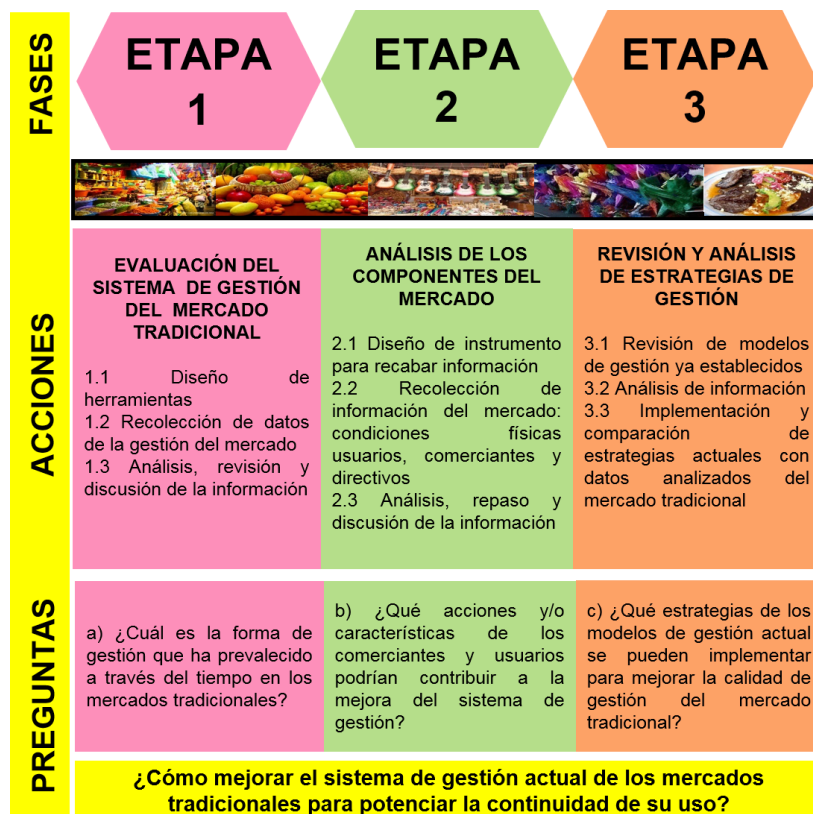 FASES
ETAPA
1
ETAPA
2
ETAPA
3
ACCIONES
EVALUACIÓN DEL
SISTEMA DE GESTIÓN
DEL MERCADO
TRADICIONAL
1.1 Diseño de
herramientas
1.2 Recolección de datos
de la gestión del mercado
1.3 Análisis, revisión y
discusión de la información
ANÁLISIS DE LOS
COMPONENTES DEL
MERCADO
2.1 Diseño de instrumento
para recabar información
2.2 Recolección de
información del mercado:
condiciones físicas
usuarios, comerciantes y
directivos
2.3 Análisis, repaso y
discusión de la información
REVISIÓN Y ANÁLISIS
DE ESTRATEGIAS DE
GESTIÓN
3.1 Revisión de modelos
de gestión ya establecidos
3.2 Análisis de información
3.3 Implementación y
comparación de
estrategias actuales con
datos analizados del
mercado tradicional
PREGUNTAS
a) ¿Cuál es la forma de
gestión que ha prevalecido
a través del tiempo en los
mercados tradicionales?
b) ¿Qué acciones y/o
características de los
comerciantes y usuarios
podrían contribuir a la
mejora del sistema de
gestión?
c) ¿Qué estrategias de los
modelos de gestión actual
se pueden implementar
para mejorar la calidad de
gestión del mercado
tradicional?
¿Cómo mejorar el sistema de gestión actual de los mercados
tradicionales para potenciar la continuidad de su uso?